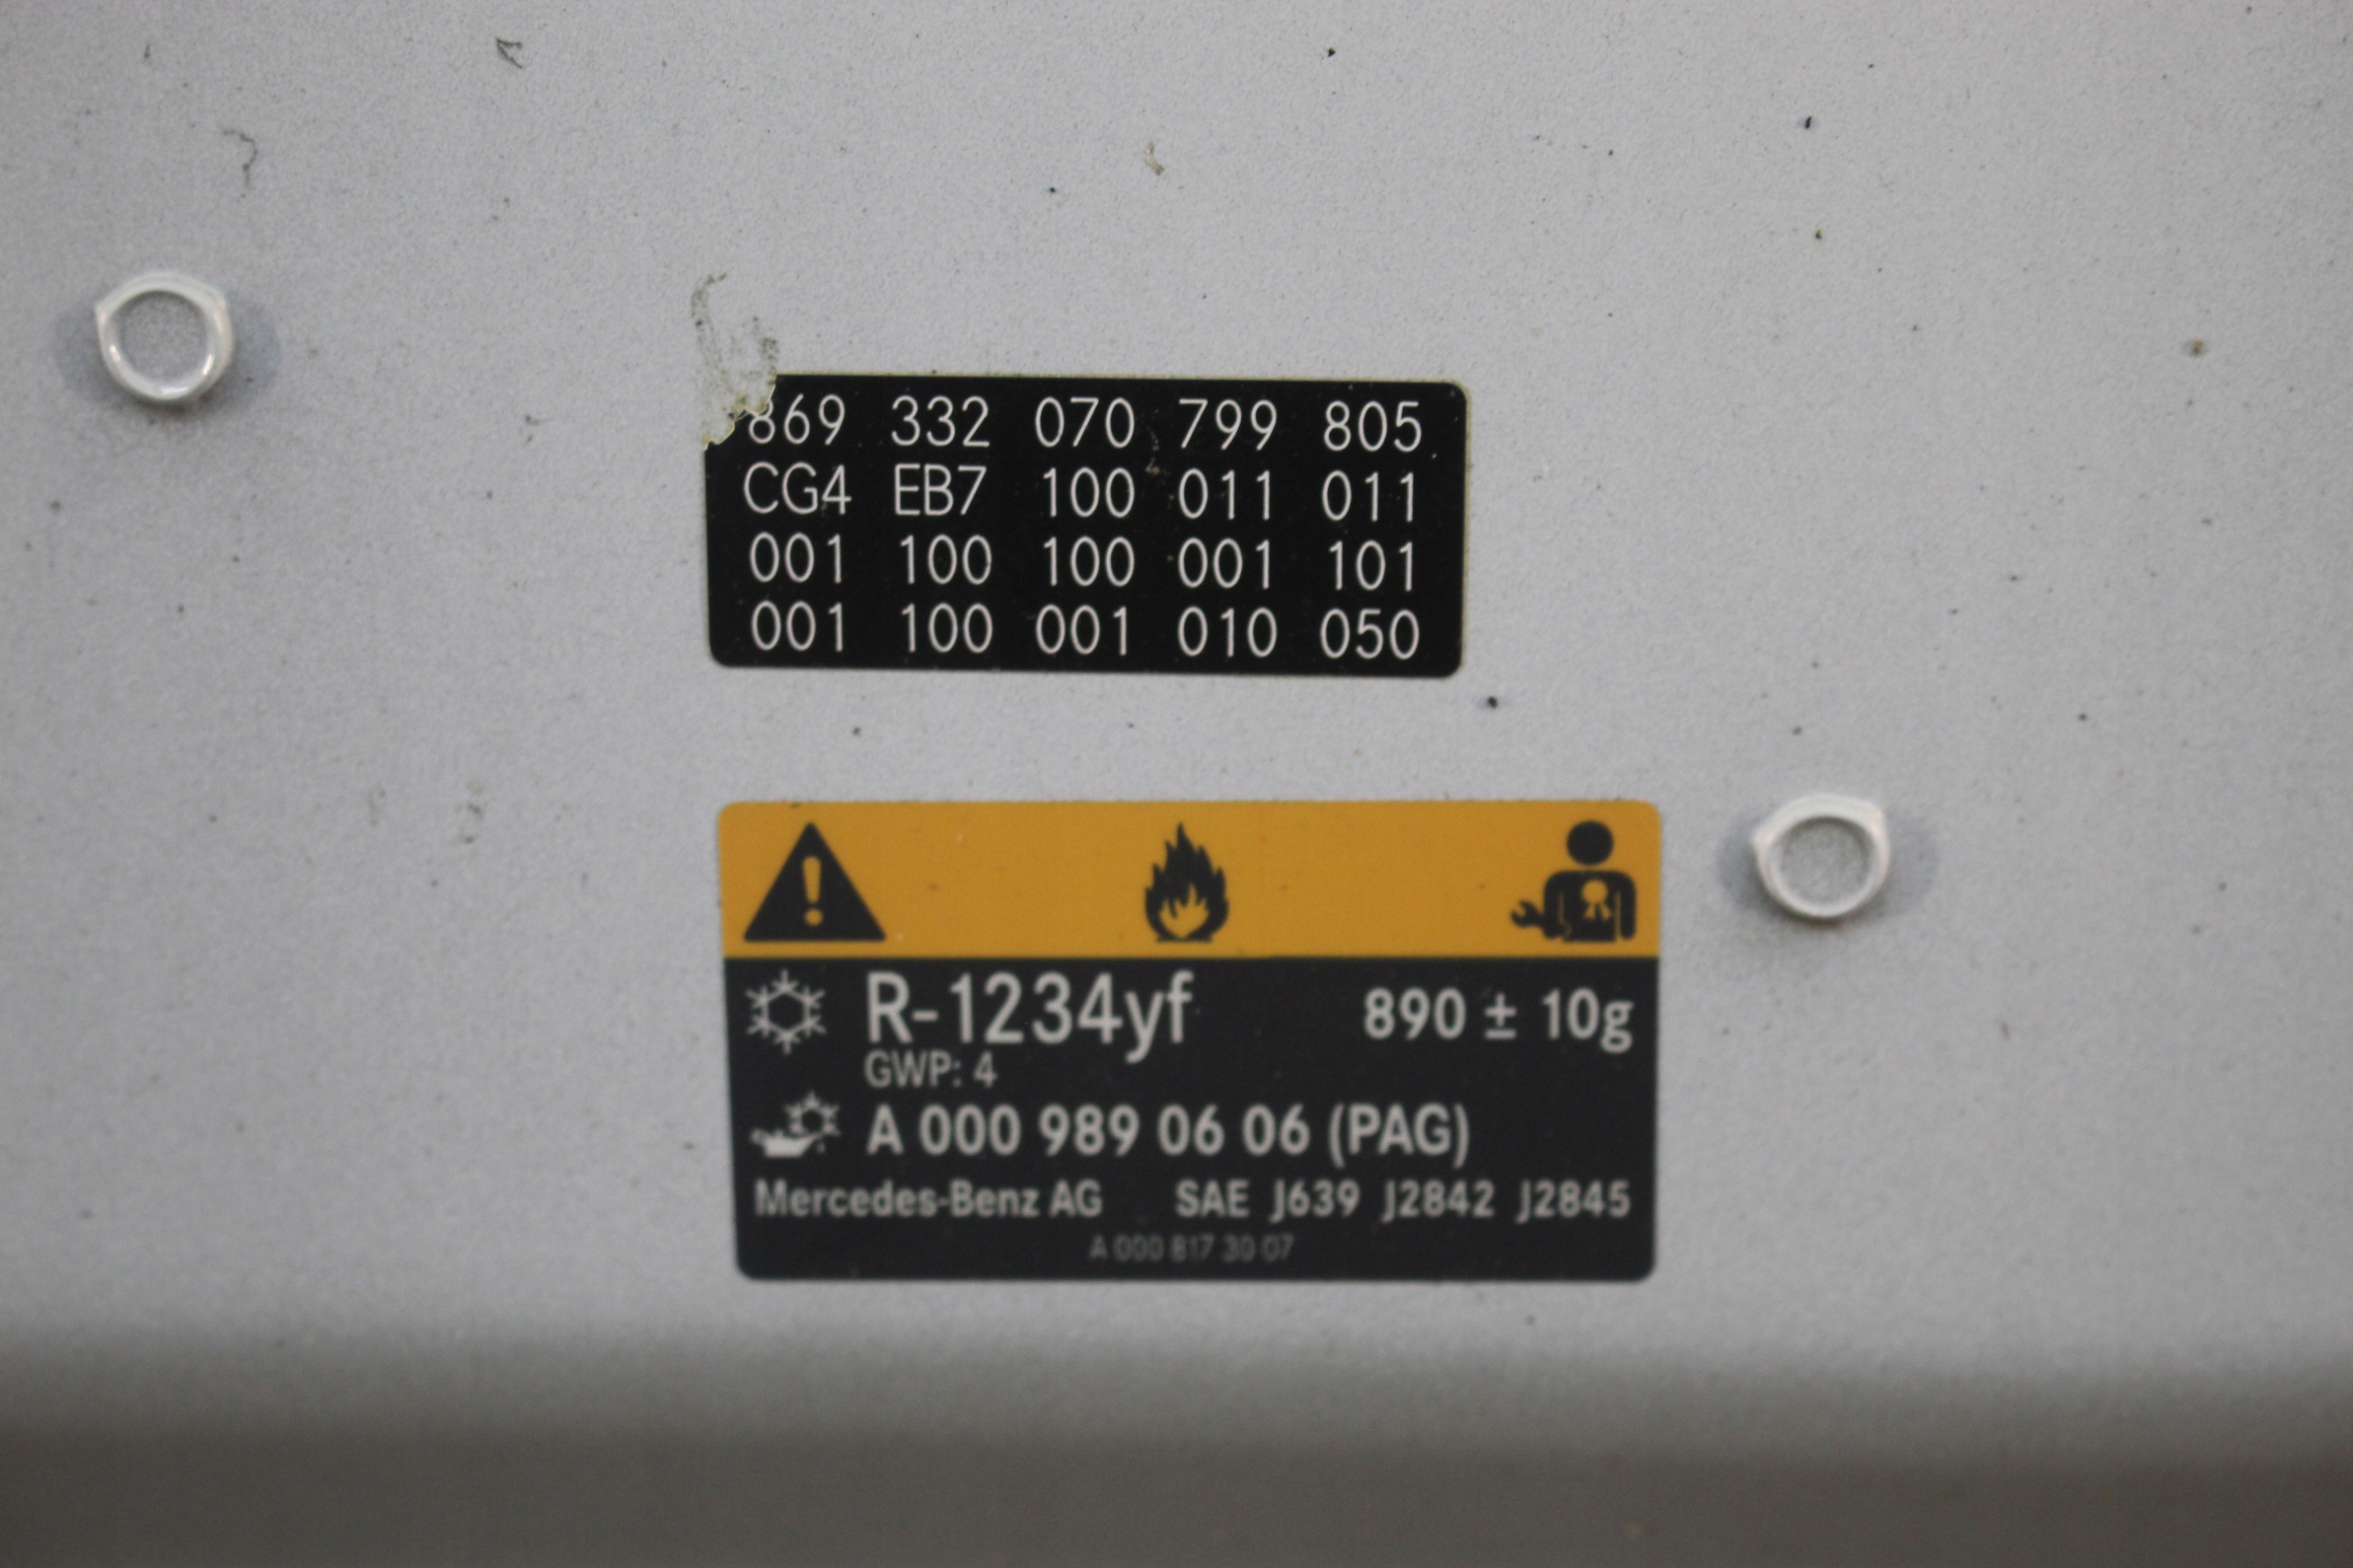 869 332 070 799 805
CG4 EB7 100 011 011
001 100 100 001 101
001 100 001 010 050
R-1234yf 890 ± 10g
GWP: 4
A 000 989 06 06 (PAG)
Mercedes-Benz AG SAE J639 J2842 J2845
A 000 817 30 07